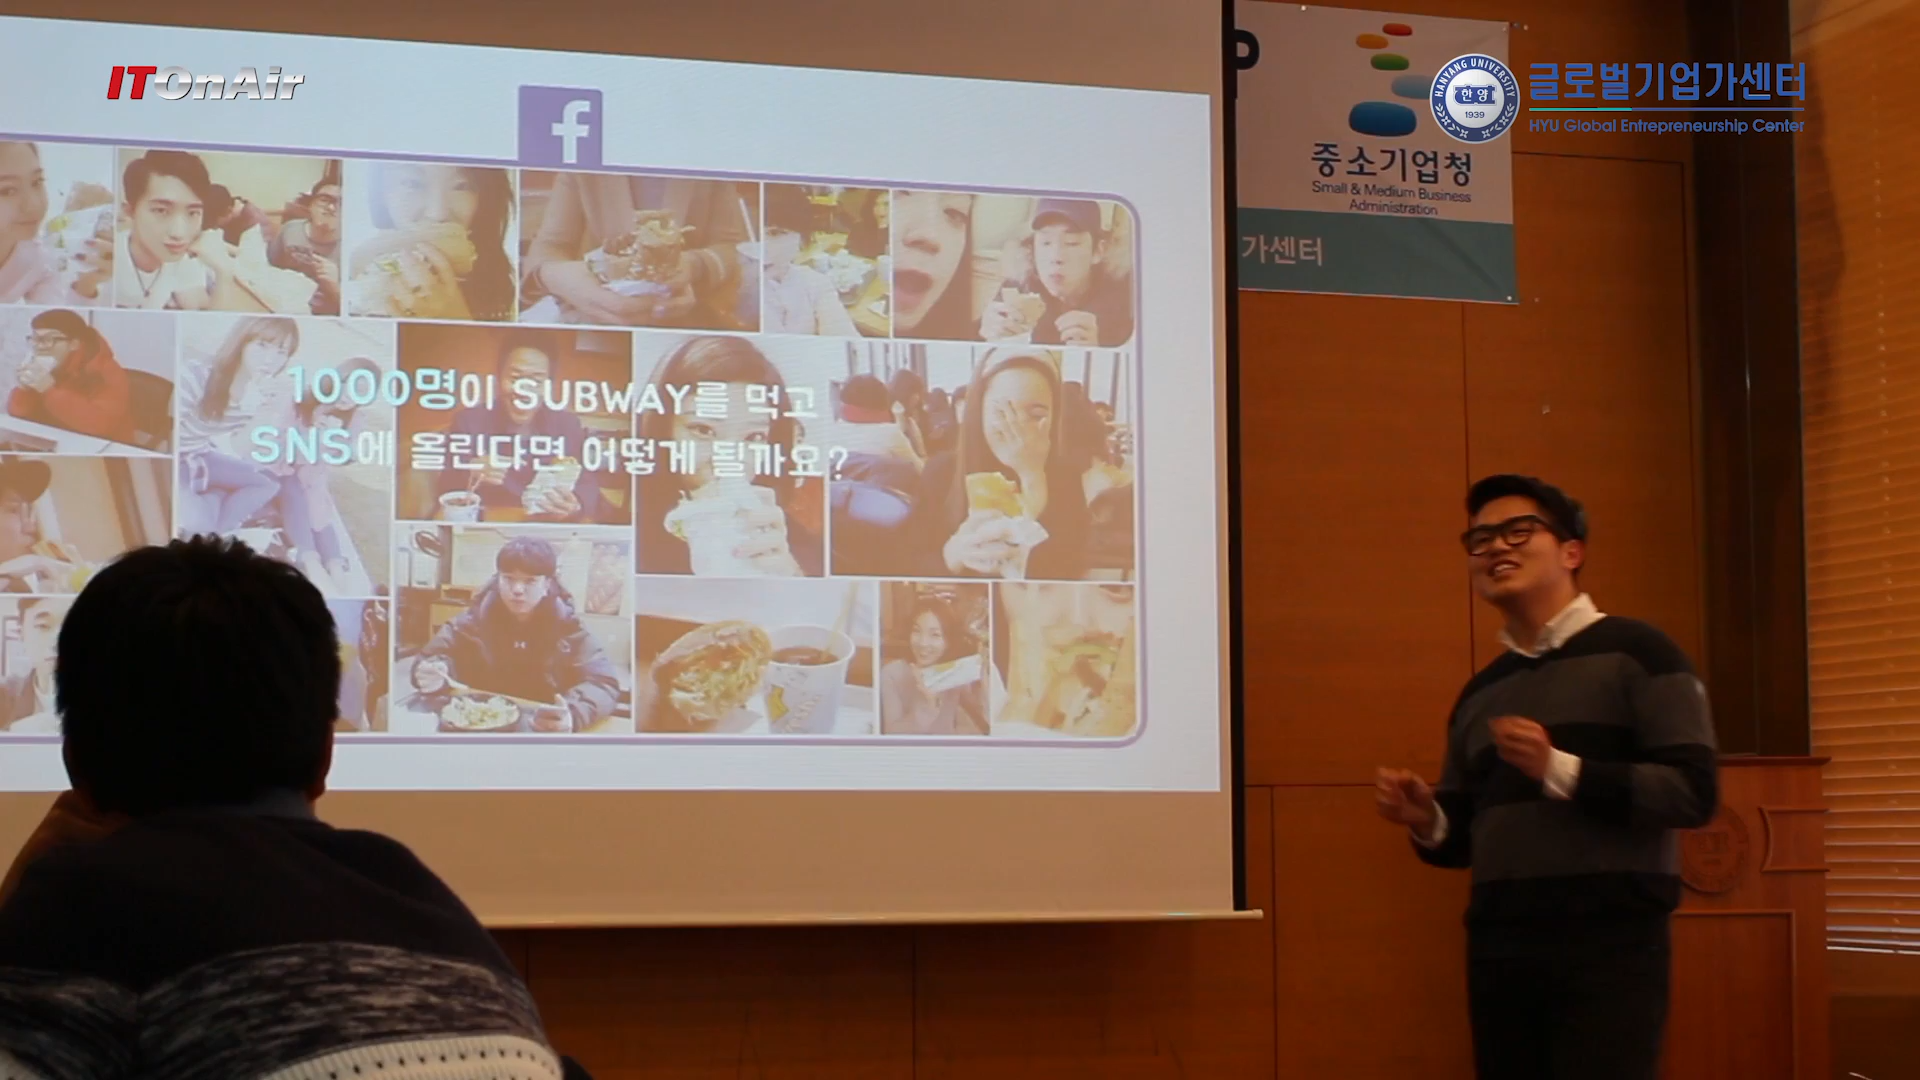 ITOnAir
P
HANYANG UNIVERSITY
한양
1939
글로벌기업가센터
HYU Global Entrepreneurship Center
중소기업청
Small & Medium Business
Administration
가센터
f
1000명이 SUBWAY를 먹고
SNS에 올린다면 어떻게 될까요?